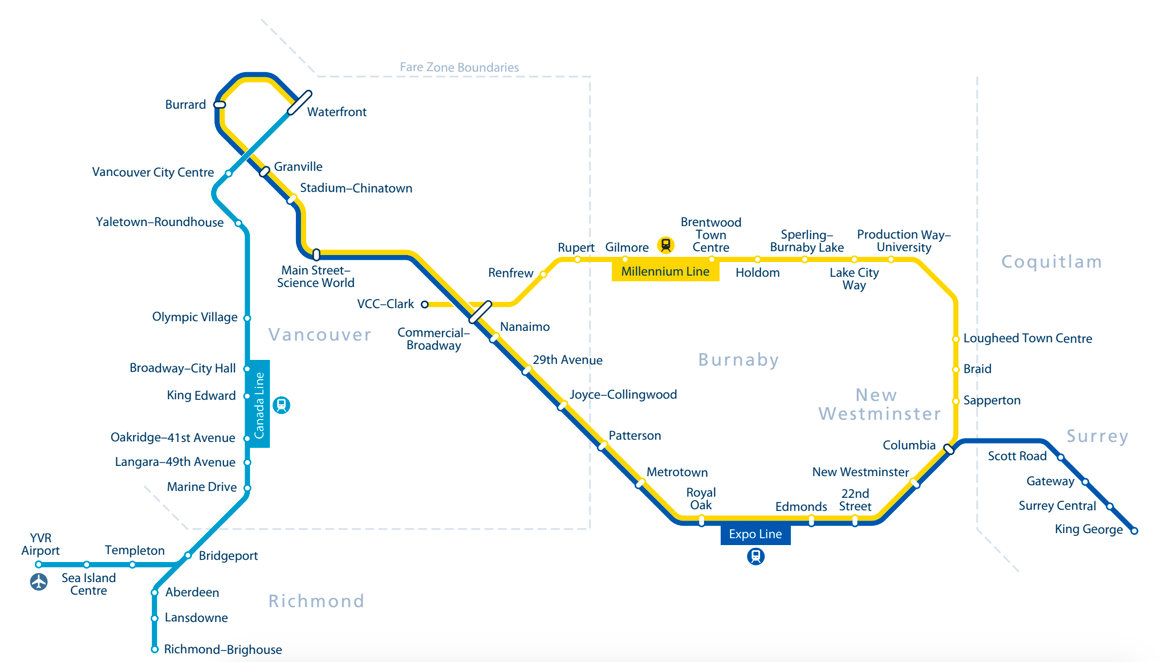 Fare Zone Boundaries
Burrard
Waterfront
Granville
Vancouver City Centre
Stadium–Chinatown
Yaletown–Roundhouse
Main Street–
Science World
VCC–Clark
Commercial–
Broadway
Renfrew
Rupert
Gilmore
Brentwood
Town
Centre
Millennium Line
Holdom
Sperling–
Burnaby Lake
Lake City
Way
Production Way–
University
Coquitlam
Lougheed Town Centre
Braid
Sapperton
Olympic Village
Vancouver
Nanaimo
29th Avenue
Joyce–Collingwood
Patterson
Metrotown
Royal
Oak
Expo Line
Edmonds
22nd
Street
New Westminster
Columbia
Burnaby
New
Westminster
Surrey
Scott Road
Gateway
Surrey Central
King George
Broadway–City Hall
King Edward
Canada Line
Oakridge–41st Avenue
Langara–49th Avenue
Marine Drive
Bridgeport
Templeton
Sea Island
Centre
YVR
Airport
Aberdeen
Lansdowne
Richmond–Brighouse
Richmond